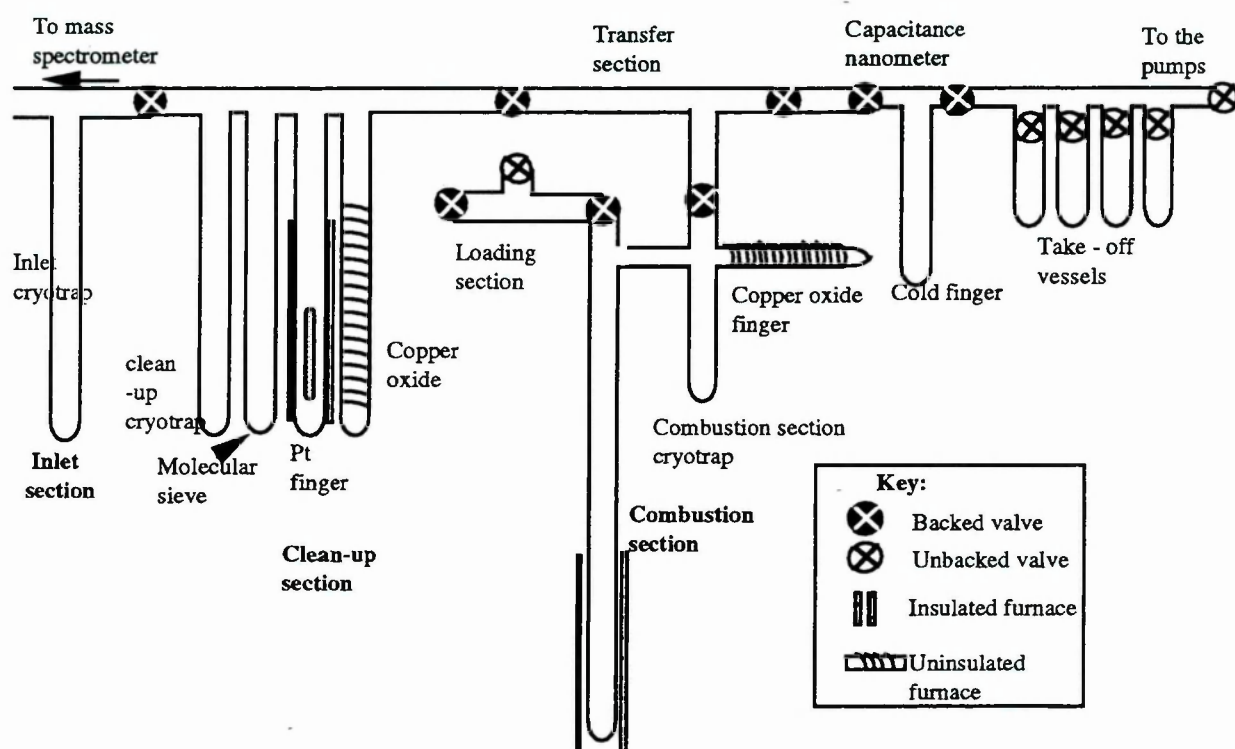 To mass
spectrometer
Transfer
section
Capacitance
nanometer
To the
pumps
Inlet
cryotrap
Loading
section
Take - off
vessels
Copper oxide
finger
Cold finger
clean
-up
cryotrap
Copper
oxide
Inlet
section
Molecular
sieve
Pt
finger
Combustion section
cryotrap
Clean-up
section
Combustion
section
Key:
Backed valve
Unbacked valve
Insulated furnace
Uninsulated
furnace